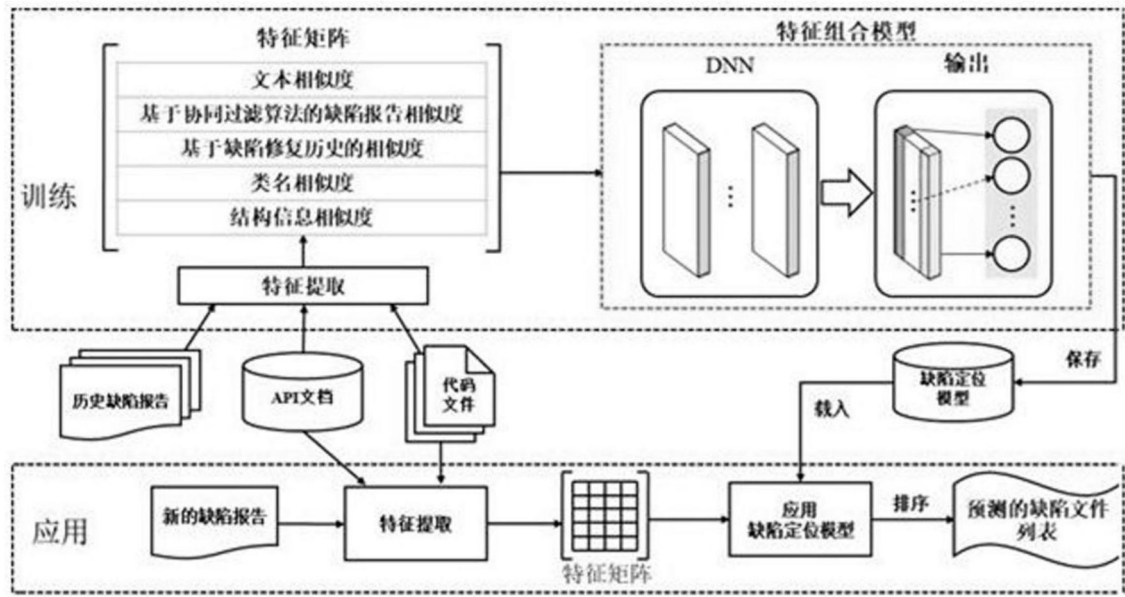 特征矩阵
文本相似度
基于协同过滤算法的缺陷报告相似度
基于缺陷修复历史的相似度
类名相似度
结构信息相似度
训练
特征提取
特征组合模型
DNN
输出
历史缺陷报告
API文档
代码
文件
缺陷定位
模型
保存
载入
应用
新的缺陷报告
特征提取
特征矩阵
应用
缺陷定位模型
排序
预测的缺陷文件
列表